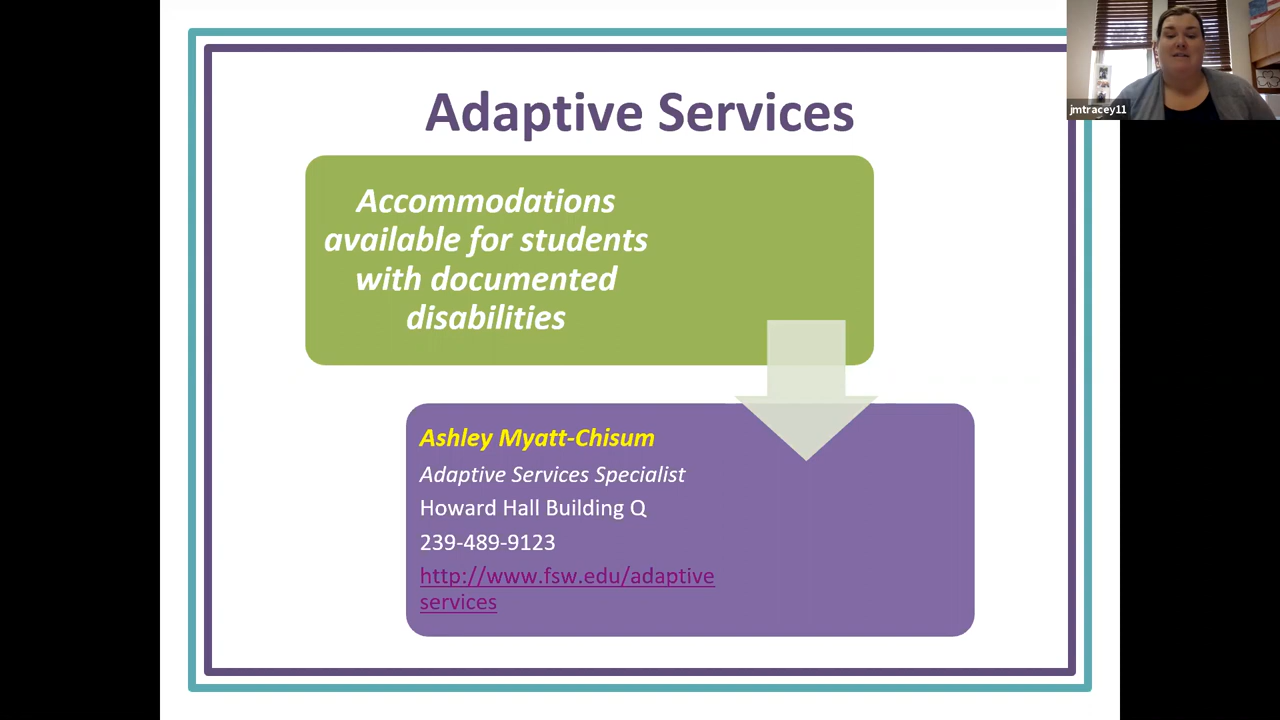 Adaptive Services
Accommodations
available for students
with documented
disabilities
Ashley Myatt-Chisum
Adaptive Services Specialist
Howard Hall Building Q
239-489-9123
http://www.fsw.edu/adaptive
services
jmtracey11